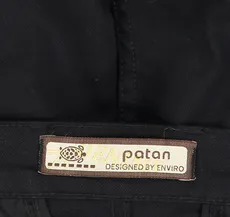 patan
DESIGNED BY ENVIRO